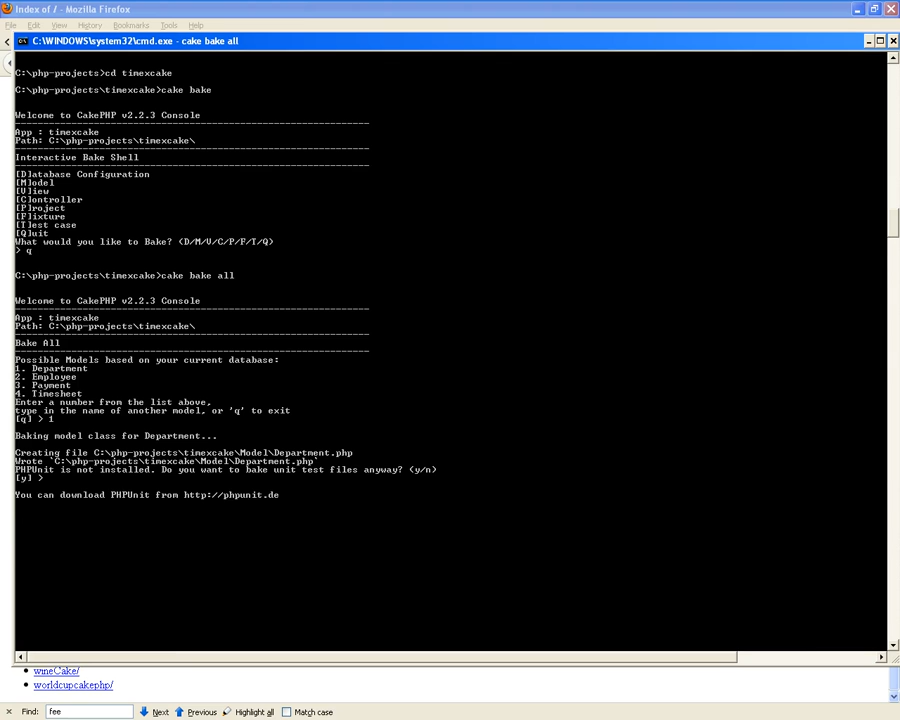 Index of / - Mozilla Firefox
File Edit View History Bookmarks Tools Help
C:\WINDOWS\system32\cmd.exe - cake bake all
C:\php-projects>cd timexcake
C:\php-projects\timexcake>cake bake
Welcome to CakePHP v2.2.3 Console
---------------------------------------------------------------
App : timexcake
Path: C:\php-projects\timexcake\
---------------------------------------------------------------
Interactive Bake Shell
---------------------------------------------------------------
[D]atabase Configuration
[M]odel
[V]iew
[C]ontroller
[P]roject
[F]ixture
[T]est case
[Q]uit
What would you like to Bake? (D/M/V/C/P/F/T/Q)
> q
C:\php-projects\timexcake>cake bake all
Welcome to CakePHP v2.2.3 Console
---------------------------------------------------------------
App : timexcake
Path: C:\php-projects\timexcake\
---------------------------------------------------------------
Bake All
---------------------------------------------------------------
Possible Models based on your current database:
1. Department
2. Employee
3. Payment
4. Timesheet
Enter a number from the list above,
type in the name of another model, or 'q' to exit
[q] > 1
Baking model class for Department...
Creating file C:\php-projects\timexcake\Model\Department.php
Wrote `C:\php-projects\timexcake\Model\Department.php`
PHPUnit is not installed. Do you want to bake unit test files anyway? (y/n)
[y] >
You can download PHPUnit from http://phpunit.de
wineCake/
worldcupcakephp/
Find: fee Next Previous Highlight all Match case